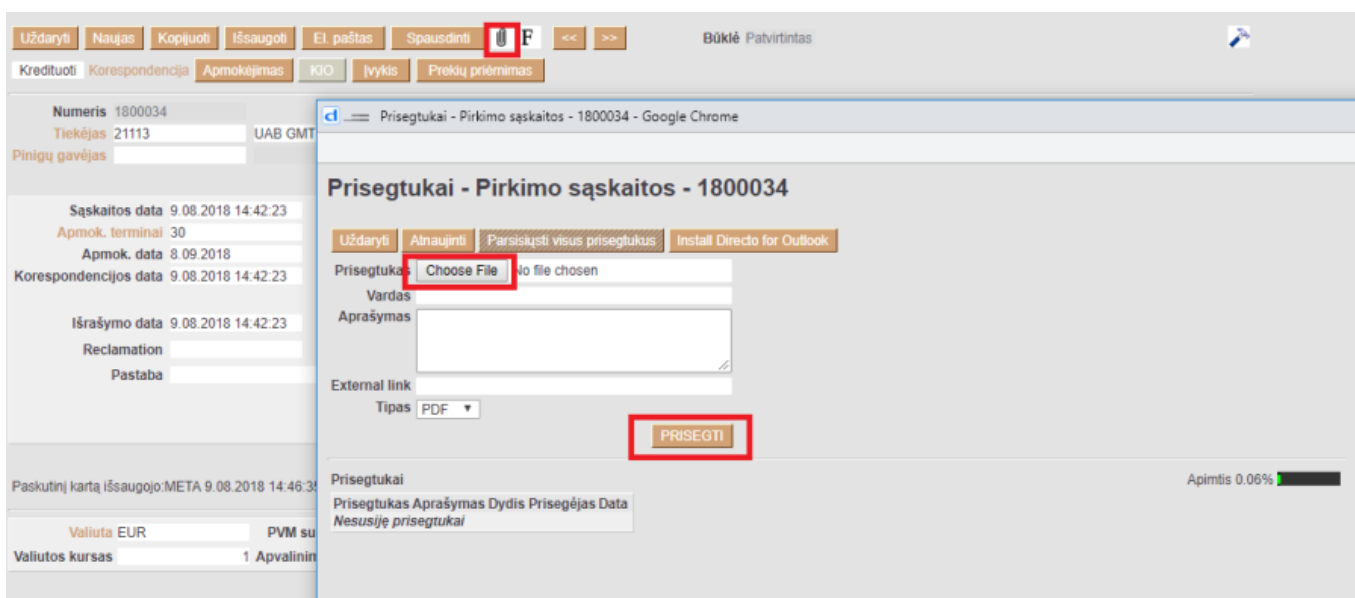 Uždaryti Naujas Kopijuoti Išsaugoti El. paštas Spausdinti F << >> Būklė Patvirtintas
Kredituoti Korespondencija Apmokėjimas KIO Įvykis Prekių priėmimas
Numeris 1800034
Tiekėjas 21113 UAB GMT
Pinigų gavėjas
Sąskaitos data 9.08.2018 14:42:23
Apmok. terminai 30
Apmok. data 8.09.2018
Korespondencijos data 9.08.2018 14:42:23
Išrašymo data 9.08.2018 14:42:23
Reclamation
Pastaba
Paskutinį kartą išsaugojo:META 9.08.2018 14:46:35
Valiuta EUR PVM su
Valiutos kursas 1 Apvalinim
Prisegtukai - Pirkimo sąskaitos - 1800034 - Google Chrome
Prisegtukai - Pirkimo sąskaitos - 1800034
Uždaryti Atnaujinti Parsisiųsti visus prisegtukus Install Directo for Outlook
Prisegtukas Choose File No file chosen
Vardas
Aprašymas
External link
Tipas PDF
PRISEGTI
Prisegtukai Apimtis 0.06%
Prisegtukas Aprašymas Dydis Prisegėjas Data
Nesusiję prisegtukai